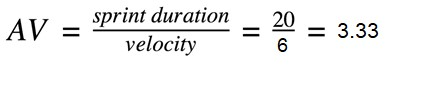 AV = sprint duration / velocity = 20 / 6 = 3.33